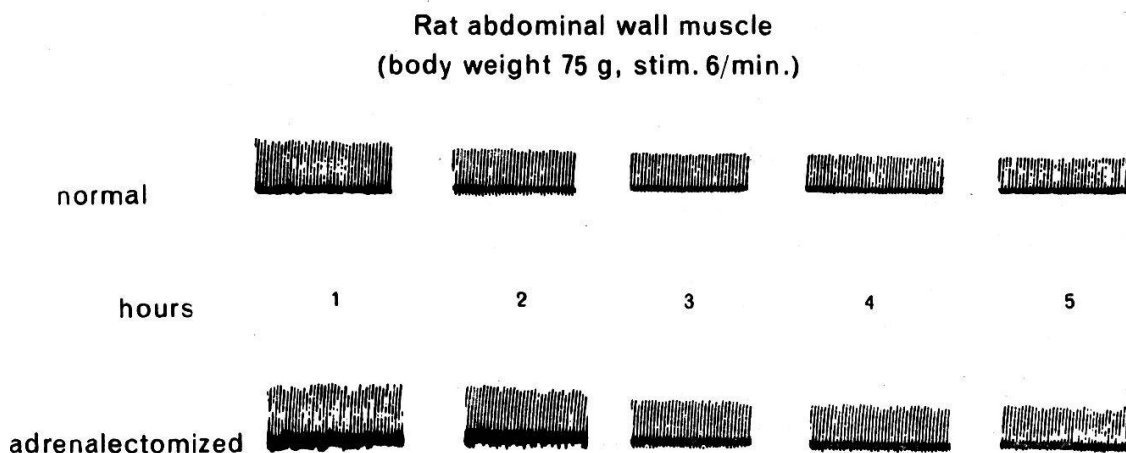 Rat abdominal wall muscle
(body weight 75 g, stim. 6/min.)
normal
hours 1 2 3 4 5
adrenalectomized